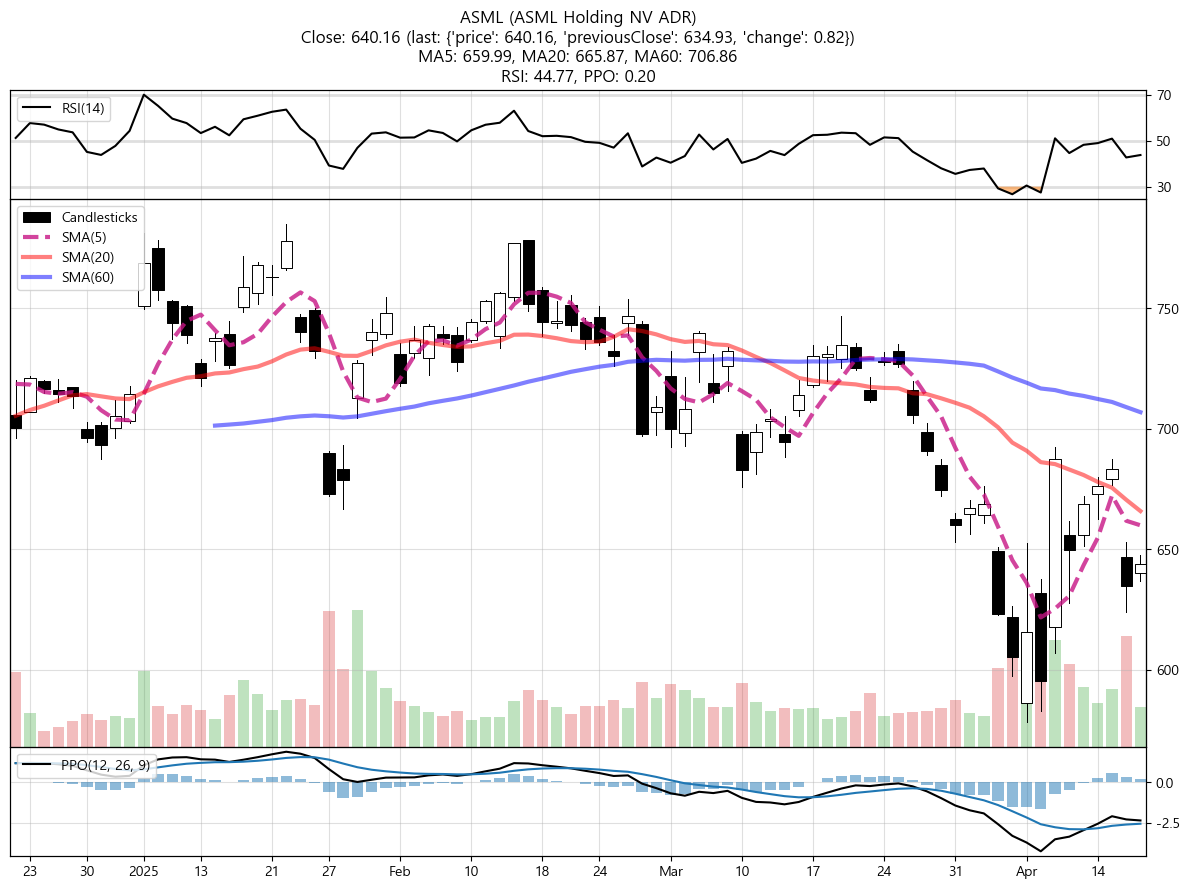 ASML (ASML Holding NV ADR)
Close: 640.16 (last: {'price': 640.16, 'previousClose': 634.93, 'change': 0.82})
MA5: 659.99, MA20: 665.87, MA60: 706.86
RSI: 44.77, PPO: 0.20
RSI(14)
70
50
30
Candlesticks
SMA(5)
SMA(20)
SMA(60)
750
700
650
600
PPO(12, 26, 9)
0.0
-2.5
23 30 2025 13 21 27 Feb 10 18 24 Mar 10 17 24 31 Apr 14